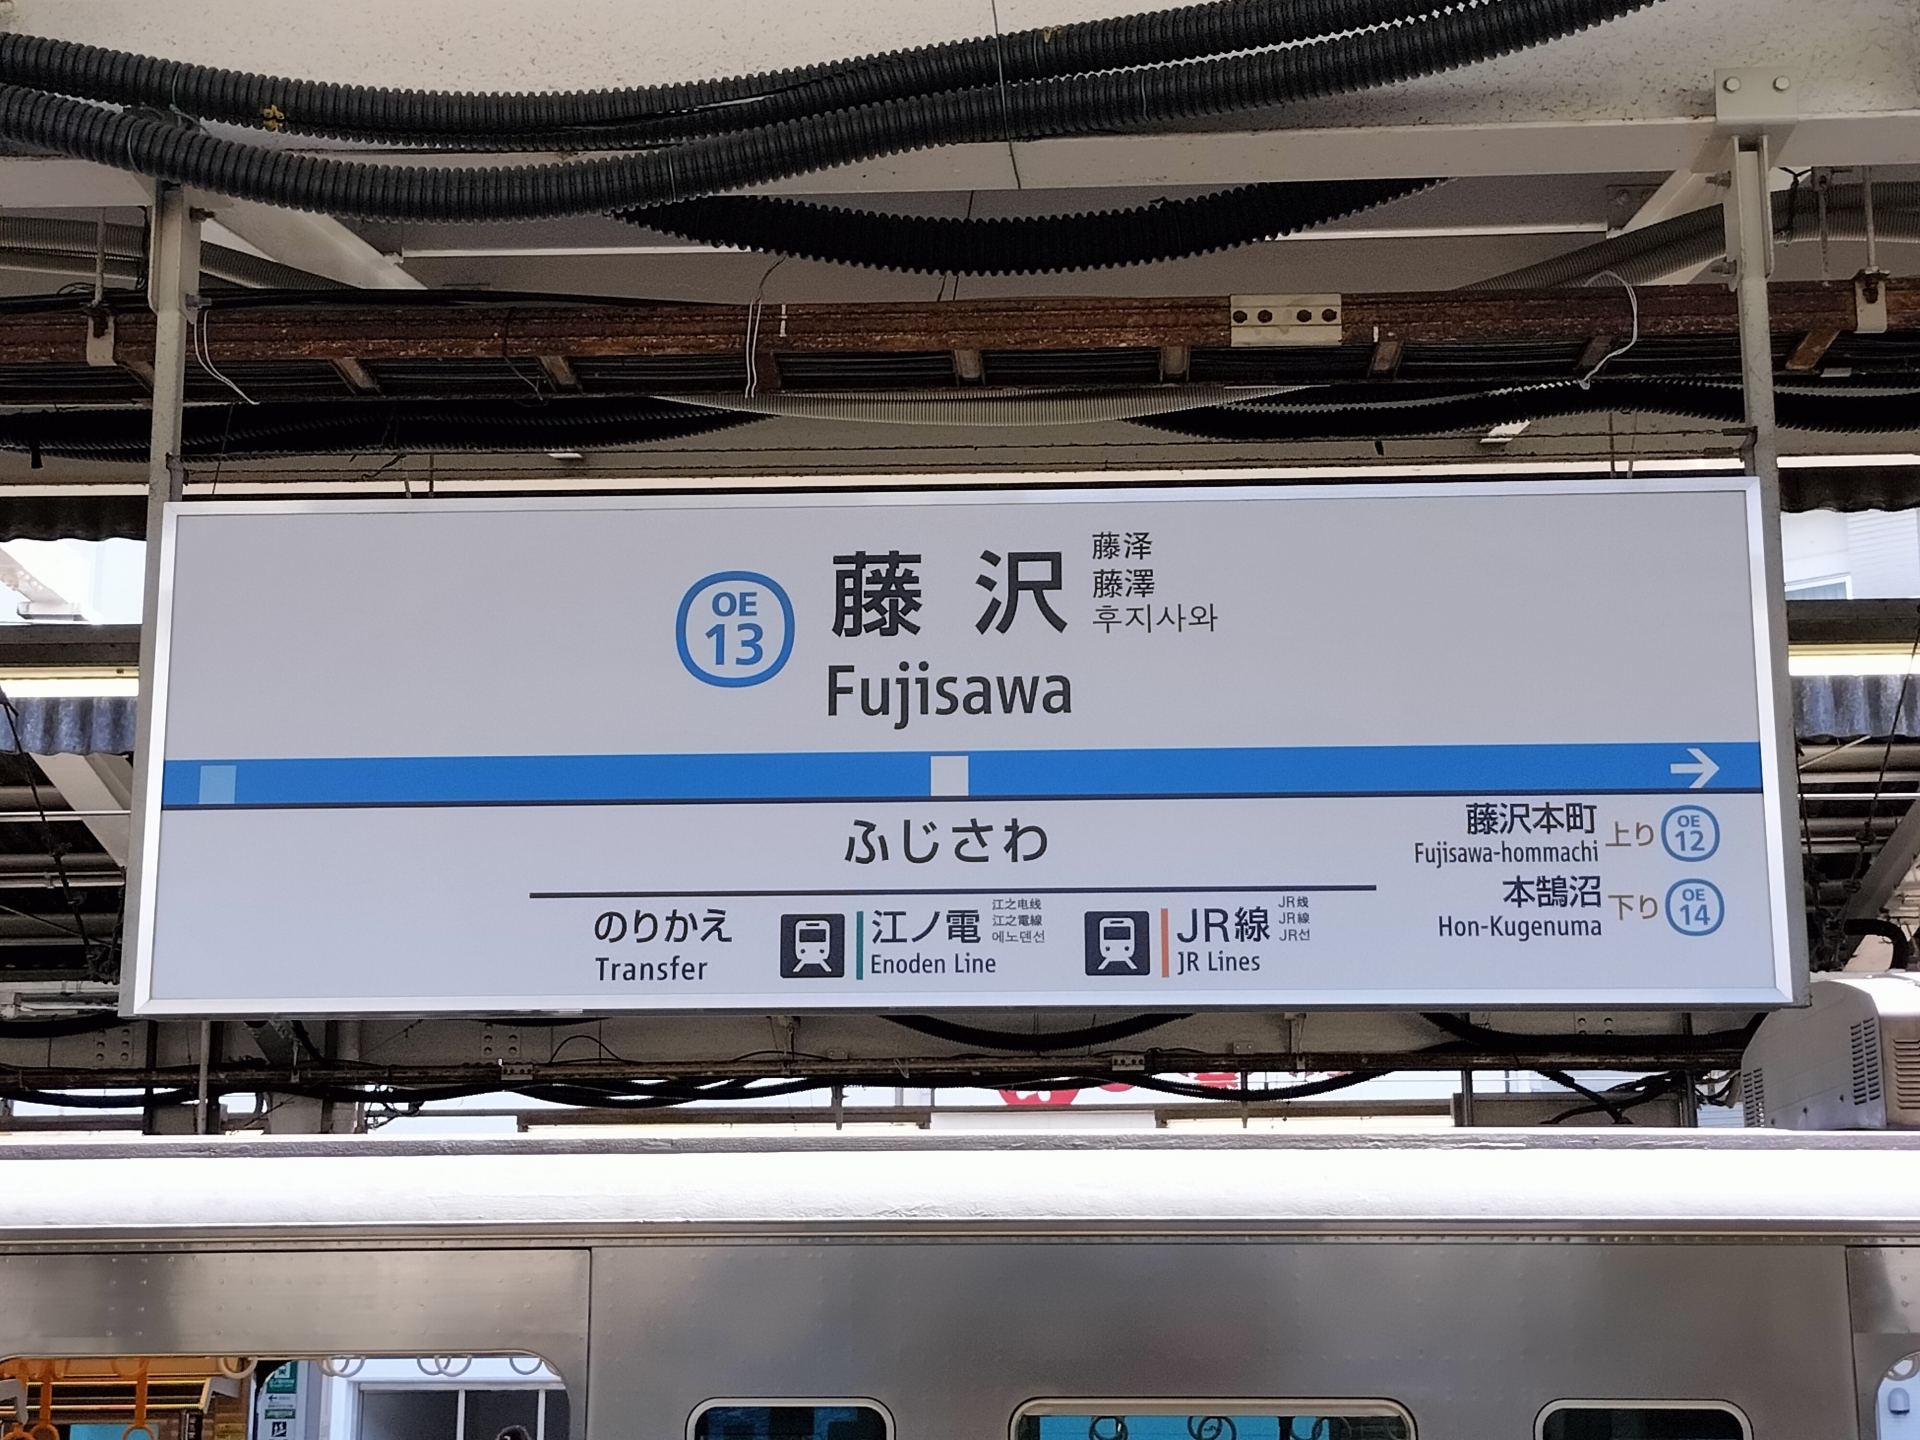 OE
13
藤沢
藤泽
藤澤
후지사와
Fujisawa
ふじさわ
藤沢本町 上り OE 12
Fujisawa-hommachi
本鵠沼 下り OE 14
Hon-Kugenuma
のりかえ
Transfer
江ノ電
江之电线
江之電線
에노덴선
Enoden Line
JR線
JR线
JR線
JR선
JR Lines